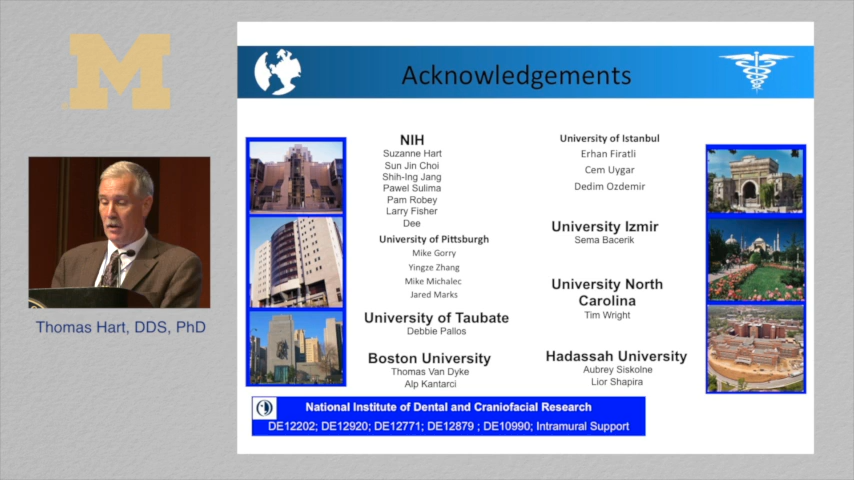 M
Thomas Hart, DDS, PhD
Acknowledgements
NIH
Suzanne Hart
Sun Jin Choi
Shih-Ing Jang
Pawel Sulima
Pam Robey
Larry Fisher
Dee
University of Pittsburgh
Mike Gorry
Yingze Zhang
Mike Michalec
Jared Marks
University of Taubate
Debbie Pallos
Boston University
Thomas Van Dyke
Alp Kantarci
University of Istanbul
Erhan Firatli
Cem Uygar
Dedim Ozdemir
University Izmir
Sema Bacerik
University North
Carolina
Tim Wright
Hadassah University
Aubrey Siskolne
Lior Shapira
National Institute of Dental and Craniofacial Research
DE12202; DE12920; DE12771; DE12879 ; DE10990; Intramural Support